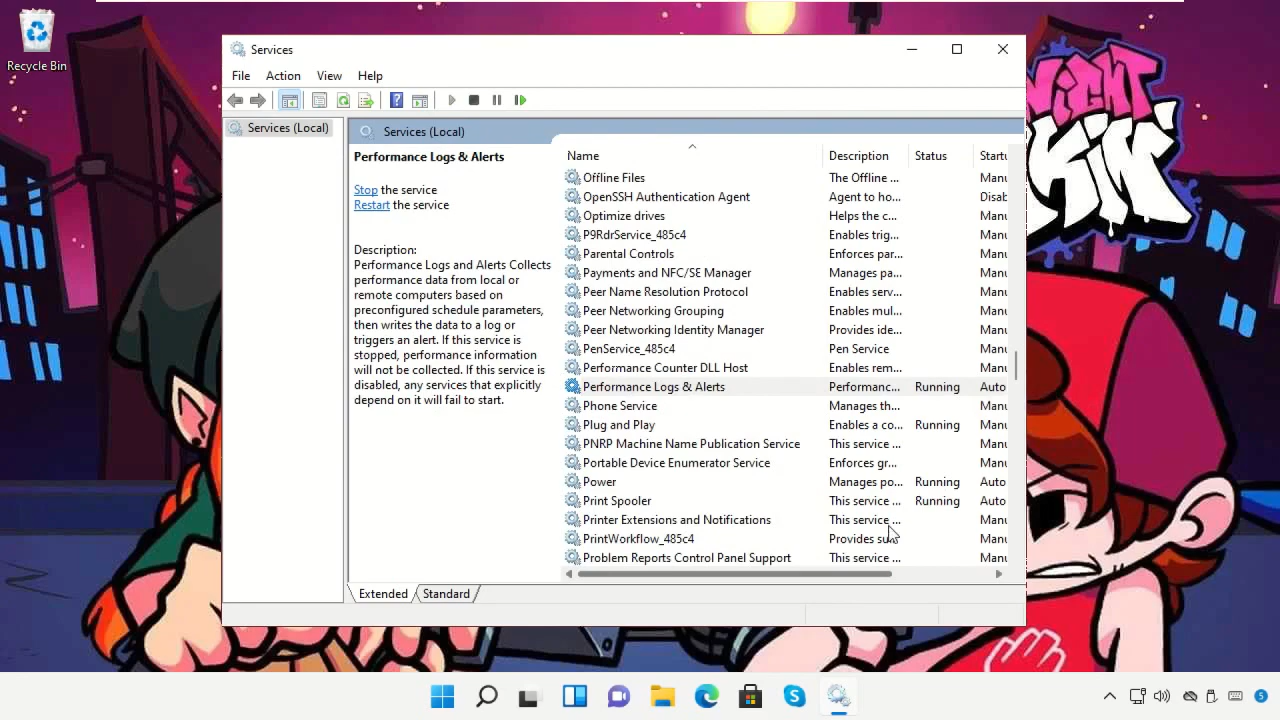 Recycle Bin
Services
File Action View Help
Services (Local)
Services (Local)
Performance Logs & Alerts
Stop the service
Restart the service
Description:
Performance Logs and Alerts Collects
performance data from local or
remote computers based on
preconfigured schedule parameters,
then writes the data to a log or
triggers an alert. If this service is
stopped, performance information
will not be collected. If this service is
disabled, any services that explicitly
depend on it will fail to start.
Name Description Status Startu
Offline Files The Offline ... Manu
OpenSSH Authentication Agent Agent to ho... Disab
Optimize drives Helps the c... Manu
P9RdrService_485c4 Enables trig... Manu
Parental Controls Enforces par... Manu
Payments and NFC/SE Manager Manages pa... Manu
Peer Name Resolution Protocol Enables serv... Manu
Peer Networking Grouping Enables mul... Manu
Peer Networking Identity Manager Provides ide... Manu
PenService_485c4 Pen Service Manu
Performance Counter DLL Host Enables rem... Manu
Performance Logs & Alerts Performanc... Running Auto
Phone Service Manages th... Manu
Plug and Play Enables a co... Running Manu
PNRP Machine Name Publication Service This service ... Manu
Portable Device Enumerator Service Enforces gr... Manu
Power Manages po... Running Auto
Print Spooler This service ... Running Auto
Printer Extensions and Notifications This service ... Manu
PrintWorkflow_485c4 Provides su... Manu
Problem Reports Control Panel Support This service ... Manu
Extended Standard
NIGHT
KIN
5